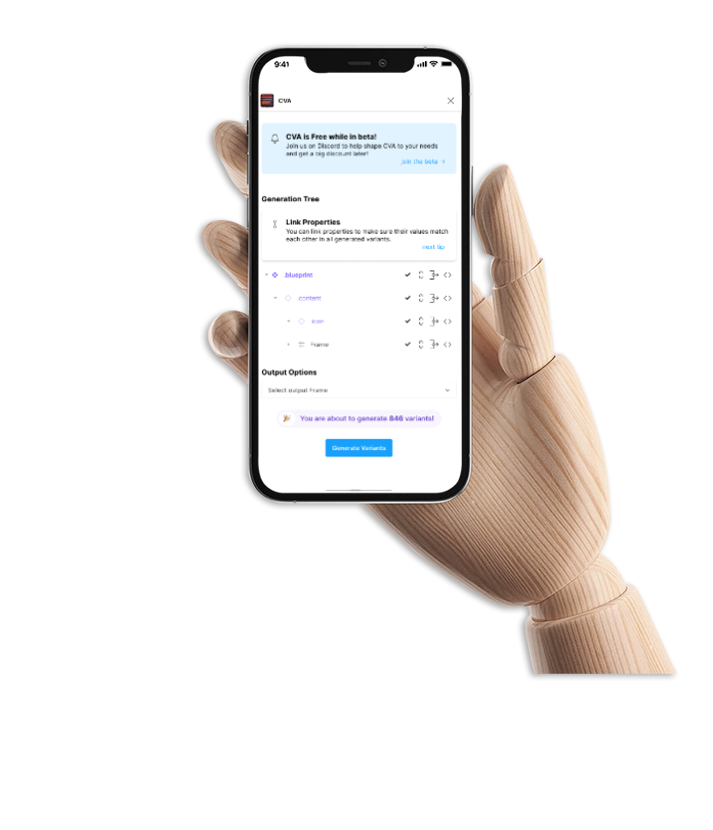 9:41
CVA
CVA is Free while in beta!
Join us on Discord to help shape CVA to your needs
and get a big discount later!
Join the beta →
Generation Tree
Link Properties
You can link properties to make sure their values match
each other in all generated variants.
next tip
.blueprint
.content
.icon
Frame
Output Options
Select output Frame
You are about to generate 846 variants!
Generate Variants